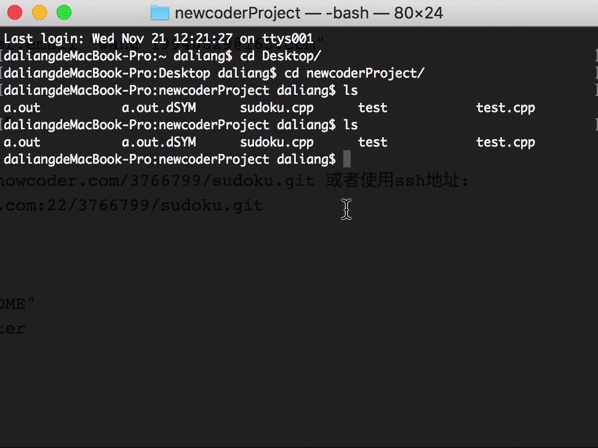 newcoderProject — -bash — 80×24
Last login: Wed Nov 21 12:21:27 on ttys001
[daliangdeMacBook-Pro:~ daliang$ cd Desktop/ ]
[daliangdeMacBook-Pro:Desktop daliang$ cd newcoderProject/ ]
[daliangdeMacBook-Pro:newcoderProject daliang$ ls ]
a.out a.out.dSYM sudoku.cpp test test.cpp
[daliangdeMacBook-Pro:newcoderProject daliang$ ls ]
a.out a.out.dSYM sudoku.cpp test test.cpp
daliangdeMacBook-Pro:newcoderProject daliang$
nowcoder.com/3766799/sudoku.git 或者使用ssh地址:
.com:22/3766799/sudoku.git
OME"
ter